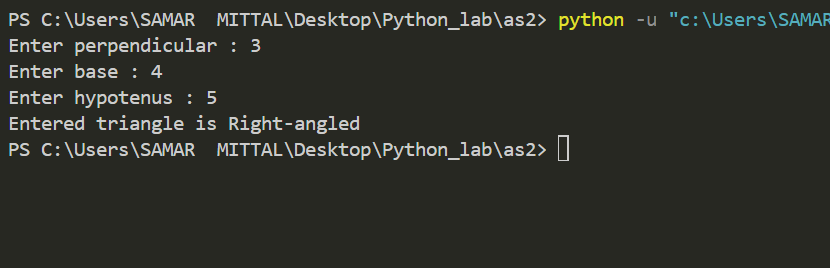 PS C:\Users\SAMAR  MITTAL\Desktop\Python_lab\as2> python -u "c:\Users\SAMAR
Enter perpendicular : 3
Enter base : 4
Enter hypotenus : 5
Entered triangle is Right-angled
PS C:\Users\SAMAR  MITTAL\Desktop\Python_lab\as2>